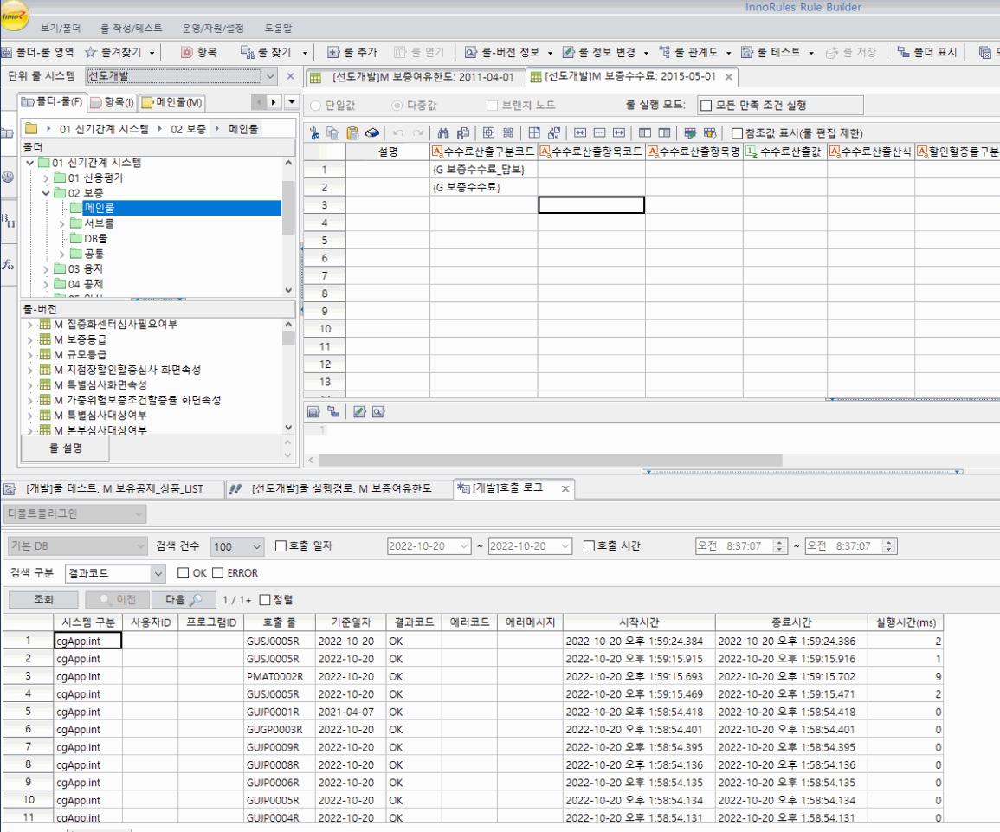 InnoRules Rule Builder
InnoR
보기/폴더 룰 작성/테스트 운영/자원/설정 도움말
폴더-룰 영역 즐겨찾기 항목 룰 찾기 룰 추가 룰 열기 룰-버전 정보 룰 정보 변경 룰 관계도 룰 테스트 룰 저장 폴더 표시
단위 룰 시스템 선도개발
[선도개발]M 보증여유한도: 2011-04-01 [선도개발]M 보증수수료: 2015-05-01
폴더-룰(F) 항목(I) 메인룰(M)
단일값 다중값 브랜치 노드 룰 실행 모드: 모든 만족 조건 실행
01 신기간계 시스템 02 보증 메인룰
참조값 표시(룰 편집 제한)
폴더
설명 수수료산출구분코드 수수료산출항목코드 수수료산출항목명 수수료산출값 수수료산출산식 할인할증률구분
01 신기간계 시스템
01 신용평가
02 보증
메인룰
서브룰
DB룰
공통
03 융자
04 공제
1 {G 보증수수료_담보}
2 {G 보증수수료}
3
4
5
6
7
8
9
10
11
12
13
룰-버전
M 집중화센터심사필요여부
M 보증등급
M 규모등급
M 지점장할인할증심사 화면속성
M 특별심사화면속성
M 가중위험보증조건할증률 화면속성
M 특별심사대상여부
M 본부심사대상여부
룰 설명
1
[개발]룰 테스트: M 보유공제_상품_LIST [선도개발]룰 실행경로: M 보증여유한도 [개발]호출 로그
디폴트플러그인
기본 DB 검색 건수 100 호출 일자 2022-10-20 ~ 2022-10-20 호출 시간 오전 8:37:07 ~ 오전 8:37:07
검색 구분 결과코드 OK ERROR
조회 이전 다음 1 / 1+ 정렬
시스템 구분 사용자ID 프로그램ID 호출 룰 기준일자 결과코드 에러코드 에러메시지 시작시간 종료시간 실행시간(ms)
1 cgApp.int GUSJ0005R 2022-10-20 OK 2022-10-20 오후 1:59:24.384 2022-10-20 오후 1:59:24.386 2
2 cgApp.int GUSJ0005R 2022-10-20 OK 2022-10-20 오후 1:59:15.915 2022-10-20 오후 1:59:15.916 1
3 cgApp.int PMAT0002R 2022-10-20 OK 2022-10-20 오후 1:59:15.693 2022-10-20 오후 1:59:15.702 9
4 cgApp.int GUSJ0005R 2022-10-20 OK 2022-10-20 오후 1:59:15.469 2022-10-20 오후 1:59:15.471 2
5 cgApp.int GUJP0001R 2021-04-07 OK 2022-10-20 오후 1:58:54.418 2022-10-20 오후 1:58:54.418 0
6 cgApp.int GUGP0003R 2022-10-20 OK 2022-10-20 오후 1:58:54.401 2022-10-20 오후 1:58:54.401 0
7 cgApp.int GUJP0009R 2022-10-20 OK 2022-10-20 오후 1:58:54.395 2022-10-20 오후 1:58:54.395 0
8 cgApp.int GUJP0008R 2022-10-20 OK 2022-10-20 오후 1:58:54.136 2022-10-20 오후 1:58:54.136 0
9 cgApp.int GUJP0006R 2022-10-20 OK 2022-10-20 오후 1:58:54.135 2022-10-20 오후 1:58:54.135 0
10 cgApp.int GUJP0005R 2022-10-20 OK 2022-10-20 오후 1:58:54.134 2022-10-20 오후 1:58:54.134 0
11 cgApp.int GUJP0004R 2022-10-20 OK 2022-10-20 오후 1:58:54.131 2022-10-20 오후 1:58:54.131 0